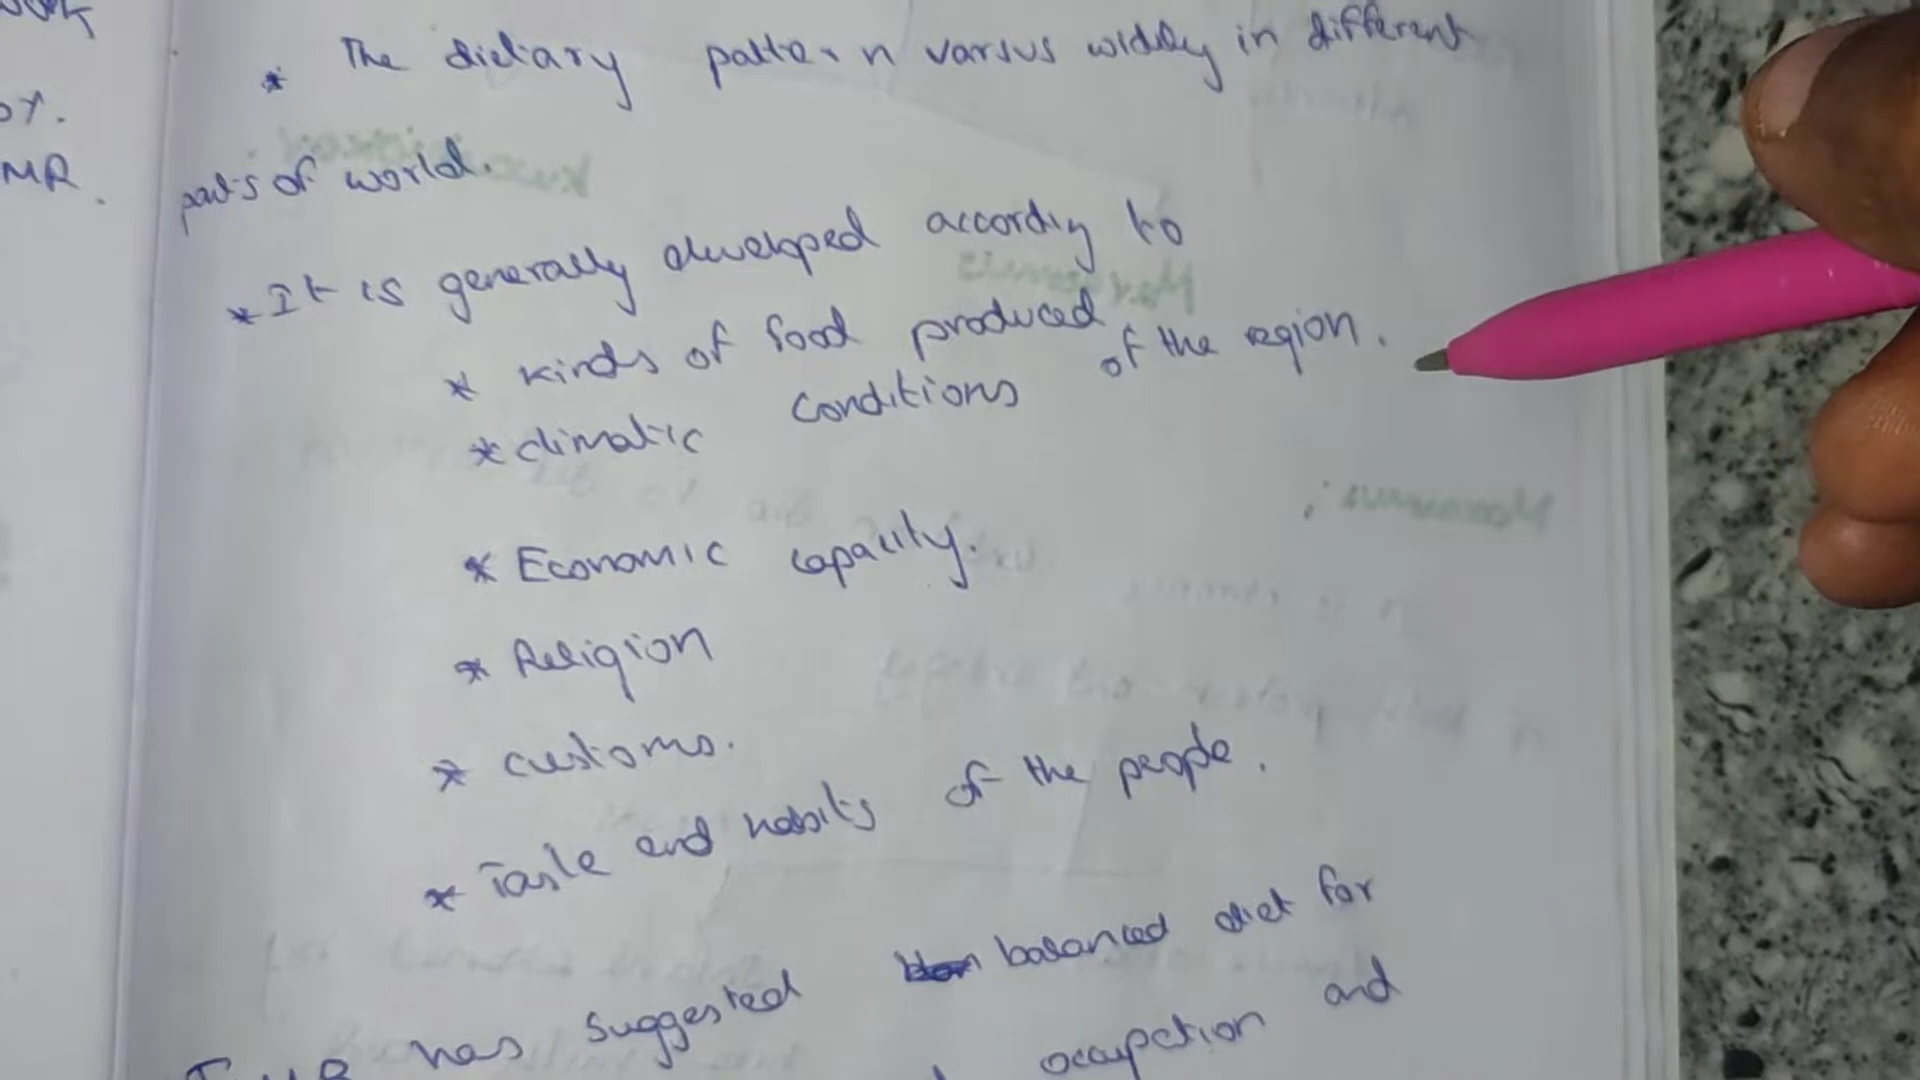 * The dietary pattern varsus widely in different
parts of world.
* It is generally developed according to
* kinds of food produced
* climatic conditions of the region.
* Economic capacity.
* Religion
* customs.
* Taste and habits of the people.
has suggested balanced diet for
occupation and
MR.